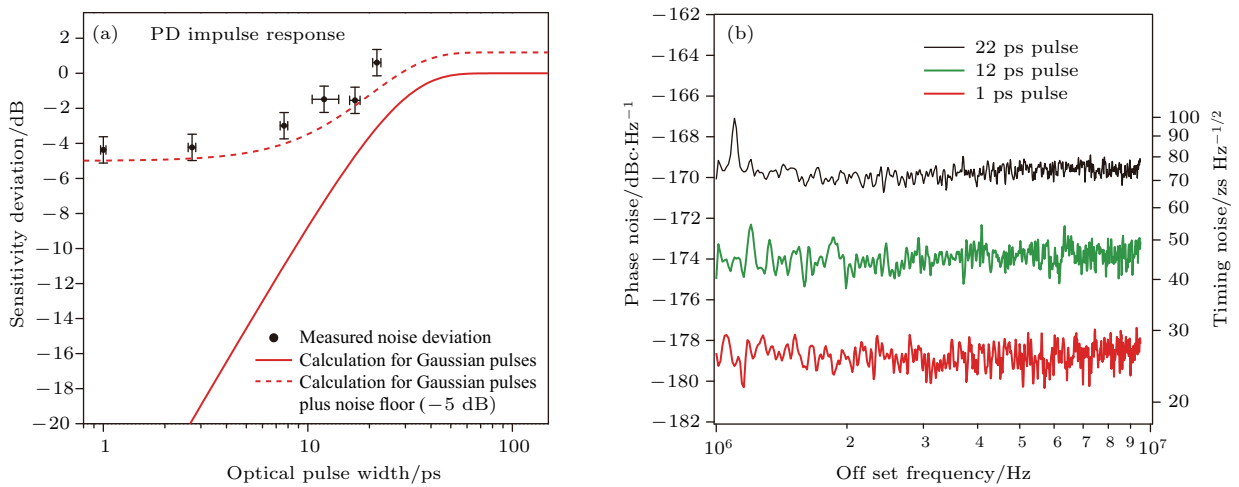 (a) PD impulse response
Sensitivity deviation/dB
2
0
−2
−4
−6
−8
−10
−12
−14
−16
−18
−20
Measured noise deviation
Calculation for Gaussian pulses
Calculation for Gaussian pulses
plus noise floor (−5 dB)
1 10 100
Optical pulse width/ps
(b)
22 ps pulse
12 ps pulse
1 ps pulse
Phase noise/dBc·Hz⁻¹
−162
−164
−166
−168
−170
−172
−174
−176
−178
−180
−182
100
90
80
70
60
50
40
30
20
Timing noise/zs Hz⁻¹/²
10⁶ 2 3 4 5 6 7 8 9 10⁷
Off set frequency/Hz